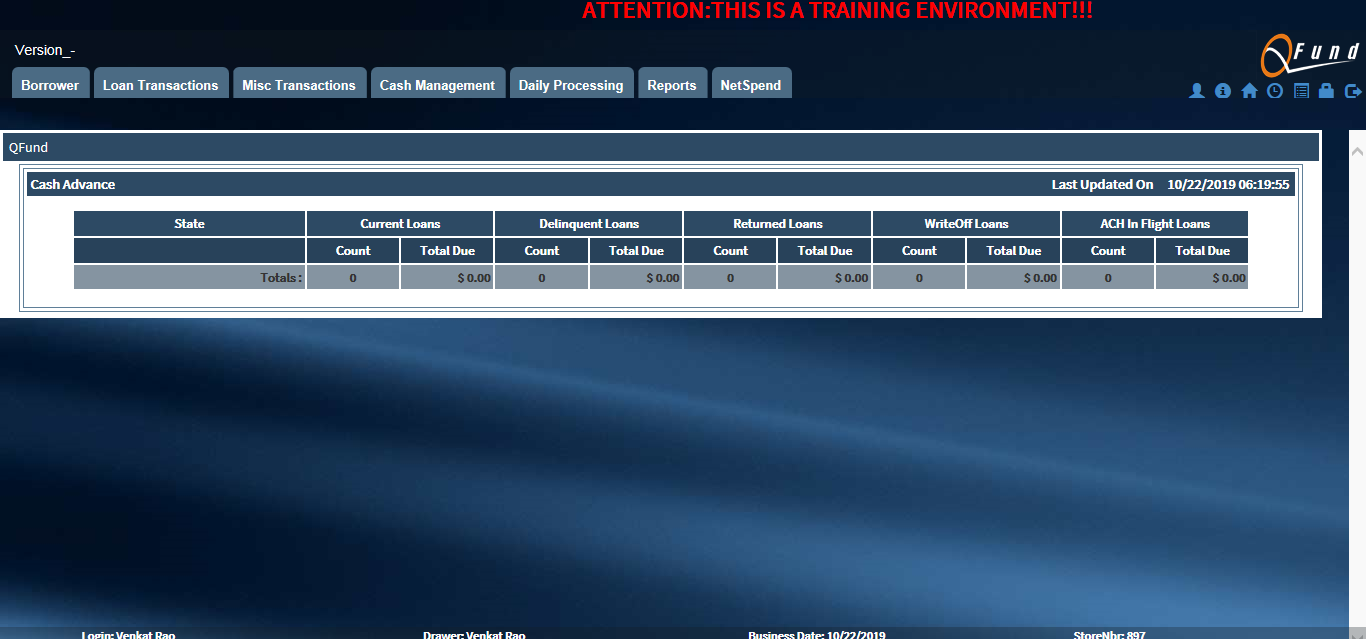 ATTENTION:THIS IS A TRAINING ENVIRONMENT!!!
Version_-
QFund
Borrower Loan Transactions Misc Transactions Cash Management Daily Processing Reports NetSpend
QFund
Cash Advance Last Updated On 10/22/2019 06:19:55
State Current Loans Delinquent Loans Returned Loans WriteOff Loans ACH In Flight Loans
Count Total Due Count Total Due Count Total Due Count Total Due Count Total Due
Totals : 0 $ 0.00 0 $ 0.00 0 $ 0.00 0 $ 0.00 0 $ 0.00
Login: Venkat Rao Drawer: Venkat Rao Business Date: 10/22/2019 StoreNbr: 897